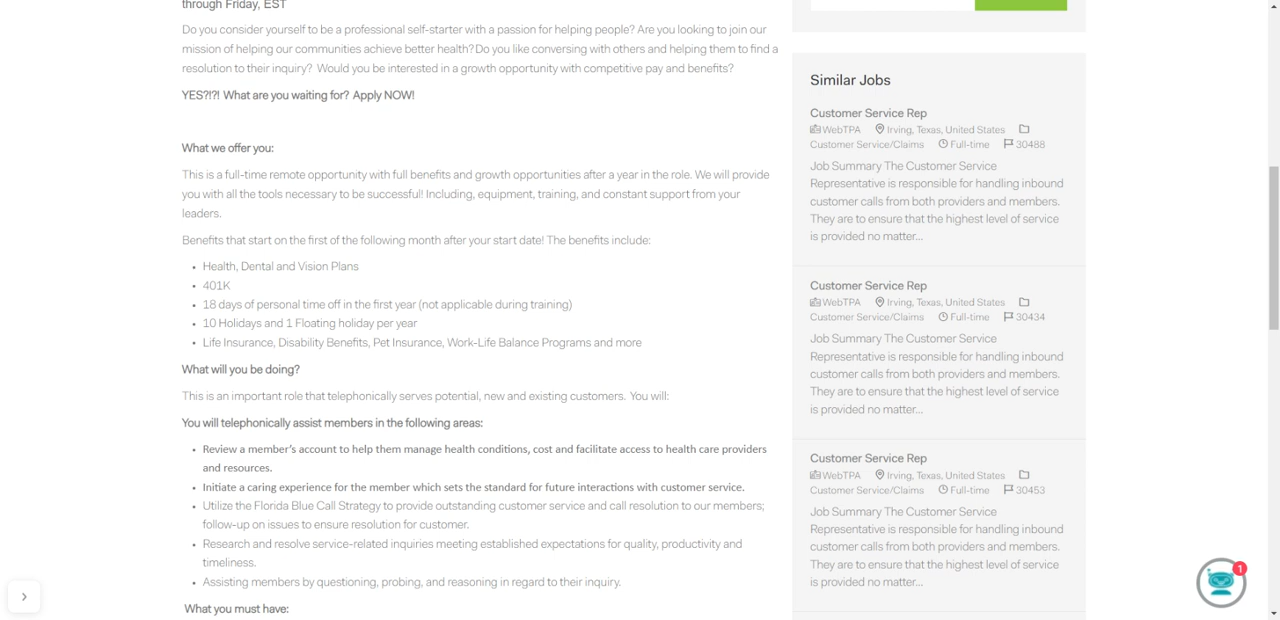 through Friday, EST
Do you consider yourself to be a professional self-starter with a passion for helping people? Are you looking to join our
mission of helping our communities achieve better health? Do you like conversing with others and helping them to find a
resolution to their inquiry?  Would you be interested in a growth opportunity with competitive pay and benefits?
YES?!?! What are you waiting for? Apply NOW!
What we offer you:
This is a full-time remote opportunity with full benefits and growth opportunities after a year in the role. We will provide
you with all the tools necessary to be successful! Including, equipment, training, and constant support from your
leaders.
Benefits that start on the first of the following month after your start date! The benefits include:
• Health, Dental and Vision Plans
• 401K
• 18 days of personal time off in the first year (not applicable during training)
• 10 Holidays and 1 Floating holiday per year
• Life Insurance, Disability Benefits, Pet Insurance, Work-Life Balance Programs and more
What will you be doing?
This is an important role that telephonically serves potential, new and existing customers.  You will:
You will telephonically assist members in the following areas:
• Review a member's account to help them manage health conditions, cost and facilitate access to health care providers
and resources.
• Initiate a caring experience for the member which sets the standard for future interactions with customer service.
• Utilize the Florida Blue Call Strategy to provide outstanding customer service and call resolution to our members;
follow-up on issues to ensure resolution for customer.
• Research and resolve service-related inquiries meeting established expectations for quality, productivity and
timeliness.
• Assisting members by questioning, probing, and reasoning in regard to their inquiry.
What you must have:
Similar Jobs
Customer Service Rep
WebTPA Irving, Texas, United States
Customer Service/Claims Full-time 30488
Job Summary The Customer Service
Representative is responsible for handling inbound
customer calls from both providers and members.
They are to ensure that the highest level of service
is provided no matter...
Customer Service Rep
WebTPA Irving, Texas, United States
Customer Service/Claims Full-time 30434
Job Summary The Customer Service
Representative is responsible for handling inbound
customer calls from both providers and members.
They are to ensure that the highest level of service
is provided no matter...
Customer Service Rep
WebTPA Irving, Texas, United States
Customer Service/Claims Full-time 30453
Job Summary The Customer Service
Representative is responsible for handling inbound
customer calls from both providers and members.
They are to ensure that the highest level of service
is provided no matter...
1